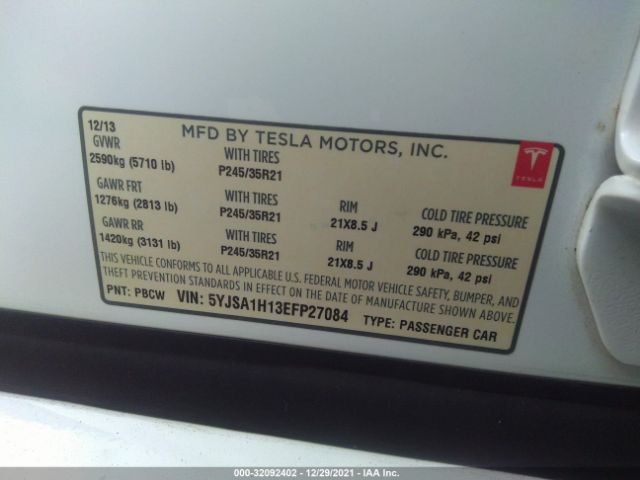 12/13 MFD BY TESLA MOTORS, INC.
GVWR WITH TIRES
2590kg (5710 lb) P245/35R21
GAWR FRT WITH TIRES RIM COLD TIRE PRESSURE
1276kg (2813 lb) P245/35R21 21X8.5 J 290 kPa, 42 psi
GAWR RR WITH TIRES RIM COLD TIRE PRESSURE
1420kg (3131 lb) P245/35R21 21X8.5 J 290 kPa, 42 psi
THIS VEHICLE CONFORMS TO ALL APPLICABLE U.S. FEDERAL MOTOR VEHICLE SAFETY, BUMPER, AND
THEFT PREVENTION STANDARDS IN EFFECT ON THE DATE OF MANUFACTURE SHOWN ABOVE.
PNT: PBCW VIN: 5YJSA1H13EFP27084 TYPE: PASSENGER CAR
TESLA
000-32092402 - 12/29/2021 - IAA Inc.